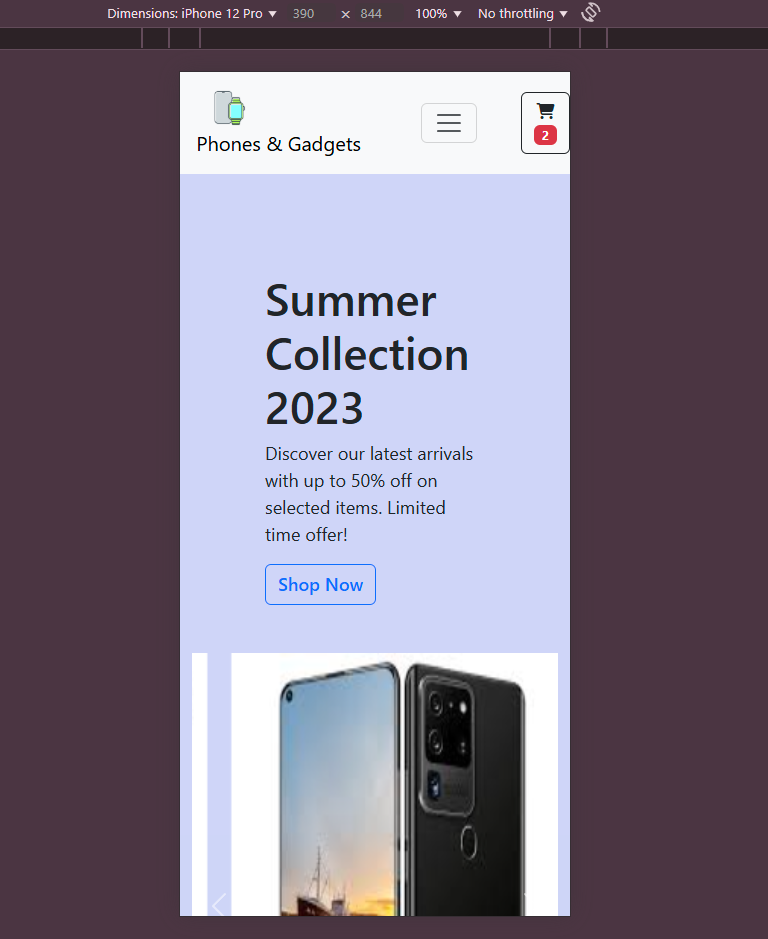 Dimensions: iPhone 12 Pro ▼ 390 × 844 100% ▼ No throttling ▼
2
Phones & Gadgets
Summer
Collection
2023
Discover our latest arrivals
with up to 50% off on
selected items. Limited
time offer!
Shop Now